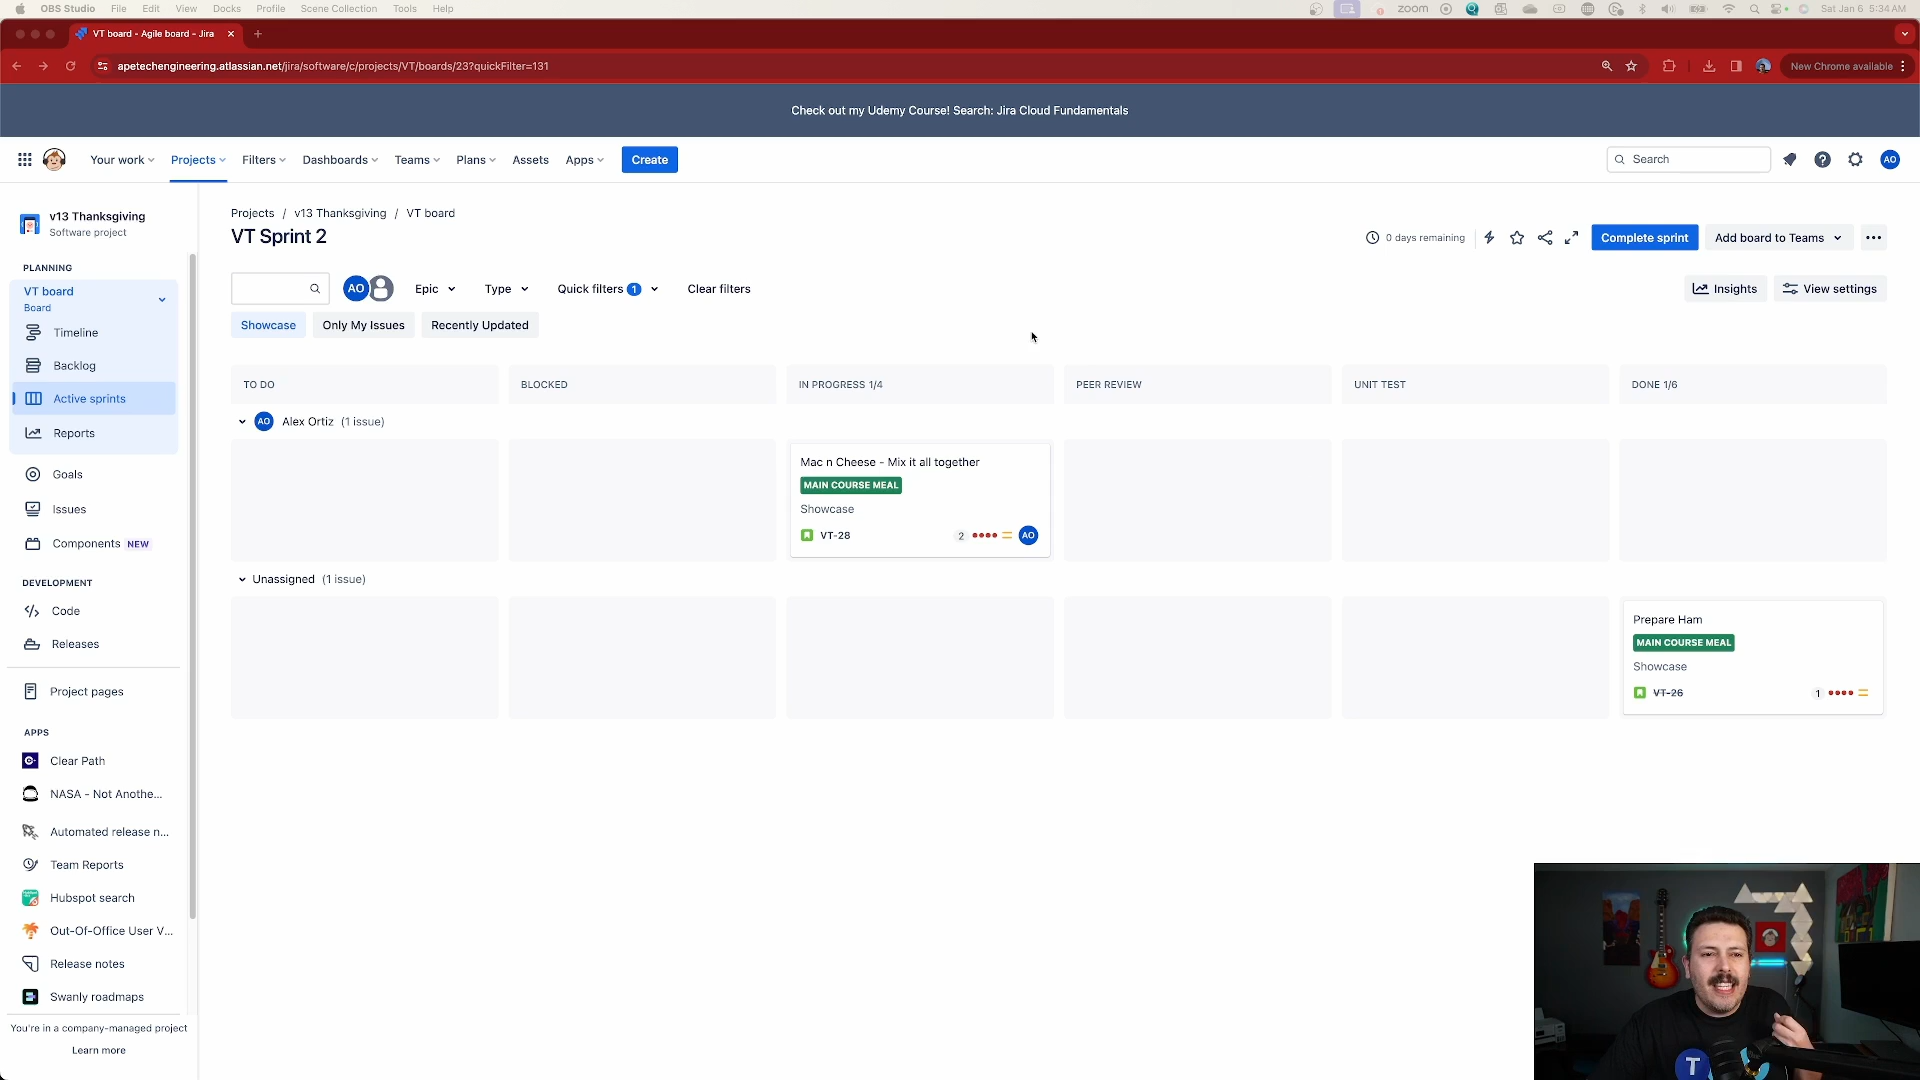 OBS Studio File Edit View Docks Profile Scene Collection Tools Help zoom Sat Jan 6 5:34 AM
VT board - Agile board - Jira
apetechengineering.atlassian.net/jira/software/c/projects/VT/boards/23?quickFilter=131 New Chrome available
Check out my Udemy Course! Search: Jira Cloud Fundamentals
Your work Projects Filters Dashboards Teams Plans Assets Apps Create Search AO
v13 Thanksgiving
Software project
PLANNING
VT board
Board
Timeline
Backlog
Active sprints
Reports
Goals
Issues
Components NEW
DEVELOPMENT
Code
Releases
Project pages
APPS
Clear Path
NASA - Not Anothe...
Automated release n...
Team Reports
Hubspot search
Out-Of-Office User V...
Release notes
Swanly roadmaps
You're in a company-managed project
Learn more
Projects / v13 Thanksgiving / VT board
VT Sprint 2
0 days remaining Complete sprint Add board to Teams
AO Epic Type Quick filters 1 Clear filters Insights View settings
Showcase Only My Issues Recently Updated
TO DO BLOCKED IN PROGRESS 1/4 PEER REVIEW UNIT TEST DONE 1/6
AO Alex Ortiz (1 issue)
Mac n Cheese - Mix it all together
MAIN COURSE MEAL
Showcase
VT-28 2 AO
Unassigned (1 issue)
Prepare Ham
MAIN COURSE MEAL
Showcase
VT-26 1
T